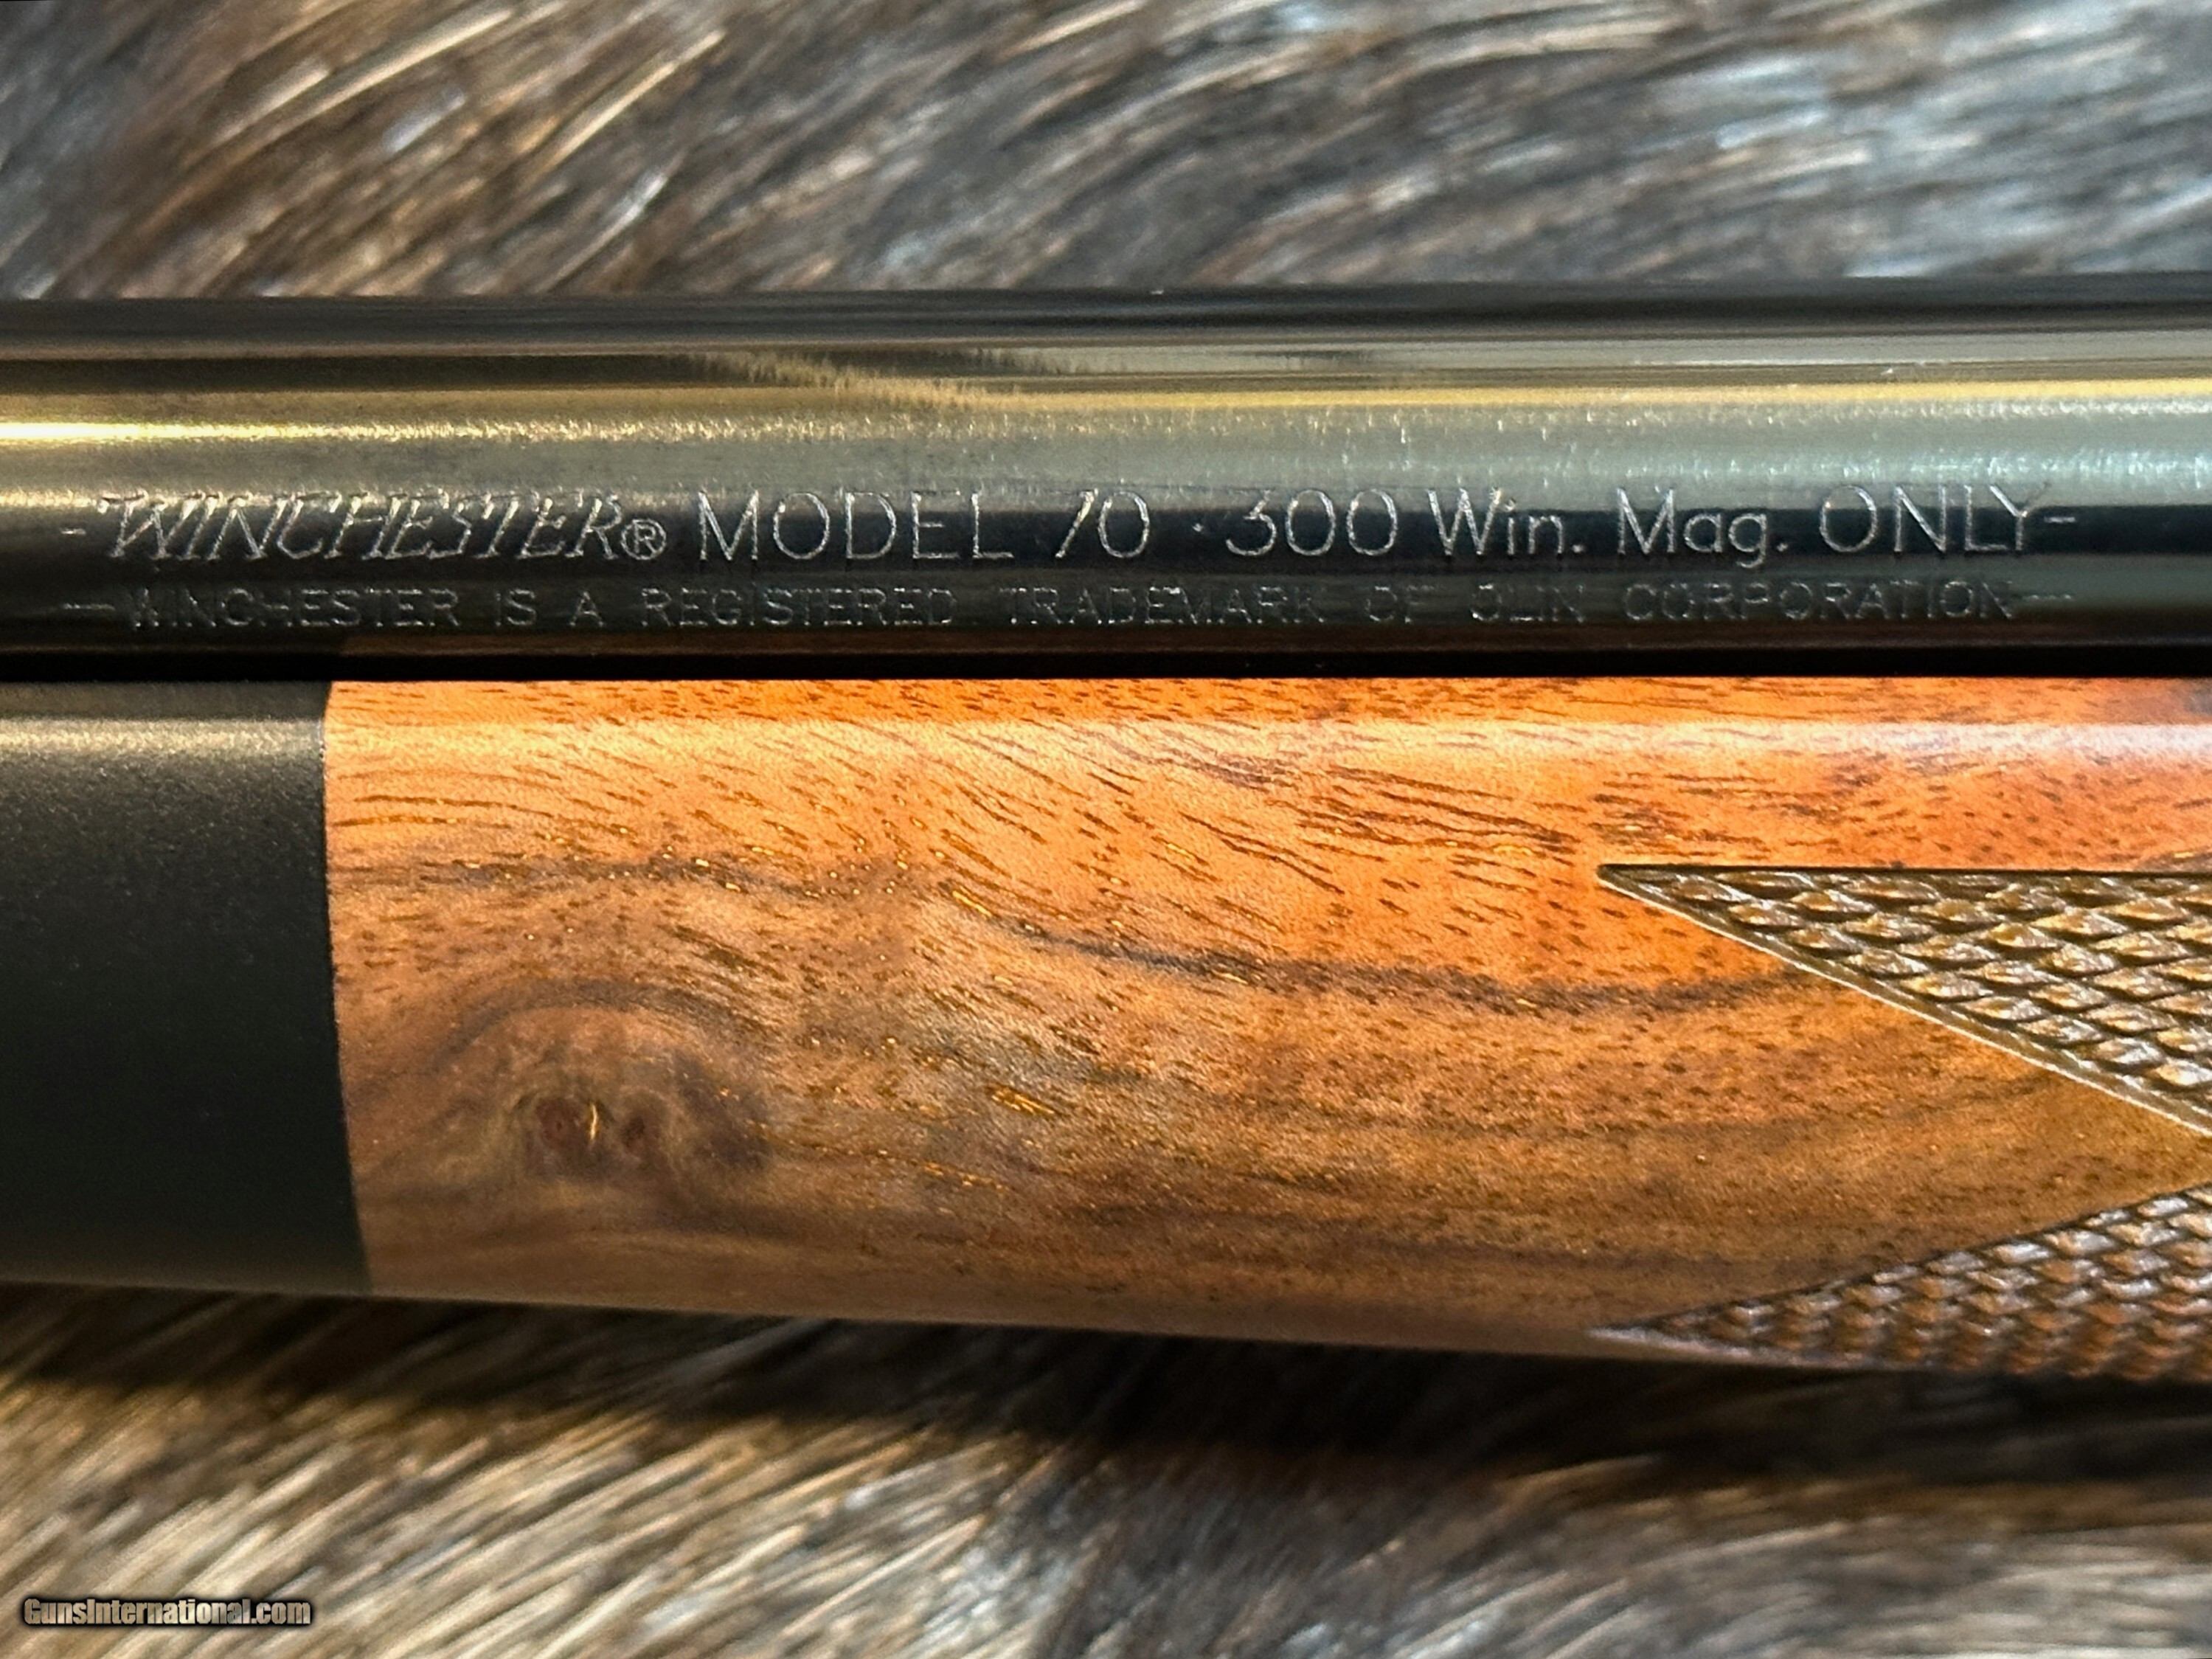 -WINCHESTER® MODEL 70 · 300 Win. Mag. ONLY-
—WINCHESTER IS A REGISTERED TRADEMARK OF OLIN CORPORATION—
GunsInternational.com